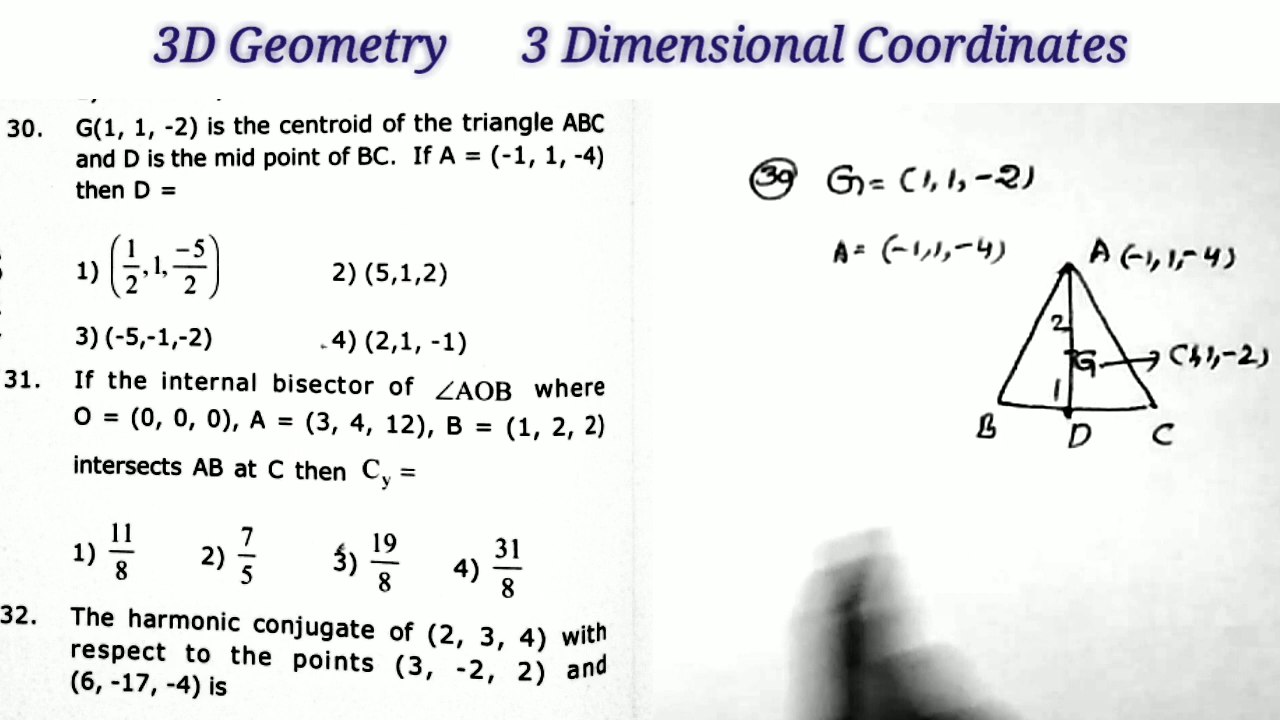 3D Geometry 3 Dimensional Coordinates
30. G(1, 1, -2) is the centroid of the triangle ABC
and D is the mid point of BC. If A = (-1, 1, -4)
then D =
1) (1/2, 1, -5/2) 2) (5,1,2)
3) (-5,-1,-2) 4) (2,1, -1)
31. If the internal bisector of ∠AOB where
O = (0, 0, 0), A = (3, 4, 12), B = (1, 2, 2)
intersects AB at C then Cy =
1) 11/8 2) 7/5 3) 19/8 4) 31/8
32. The harmonic conjugate of (2, 3, 4) with
respect to the points (3, -2, 2) and
(6, -17, -4) is
30 G = (1, 1, -2)
A = (-1, 1, -4)
A (-1, 1, -4)
2
G → (1, 1, -2)
1
B D C